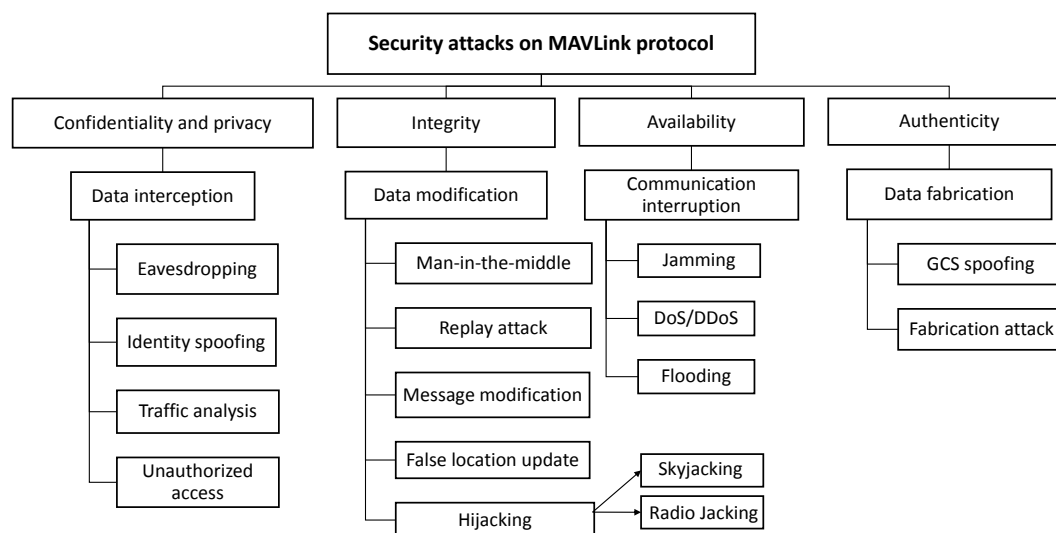 Security attacks on MAVLink protocol
Confidentiality and privacy
Integrity
Availability
Authenticity
Data interception
Data modification
Communication
interruption
Data fabrication
Eavesdropping
Identity spoofing
Traffic analysis
Unauthorized
access
Man-in-the-middle
Replay attack
Message modification
False location update
Hijacking
Skyjacking
Radio Jacking
Jamming
DoS/DDoS
Flooding
GCS spoofing
Fabrication attack